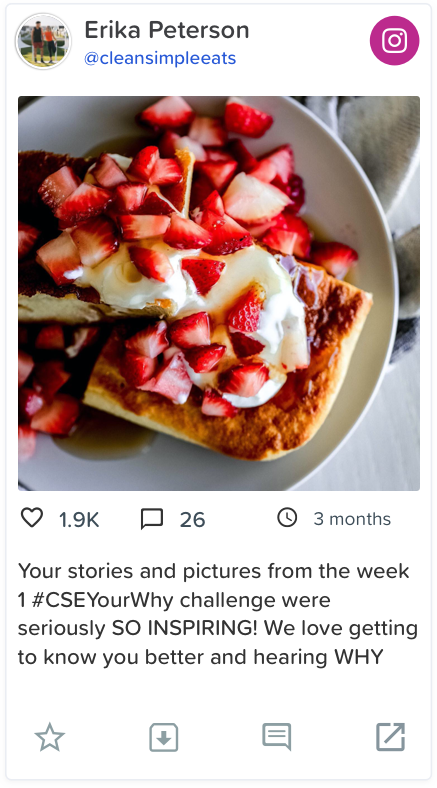 Erika Peterson
@cleansimpleeats
1.9K
26
3 months
Your stories and pictures from the week
1 #CSEYourWhy challenge were
seriously SO INSPIRING! We love getting
to know you better and hearing WHY